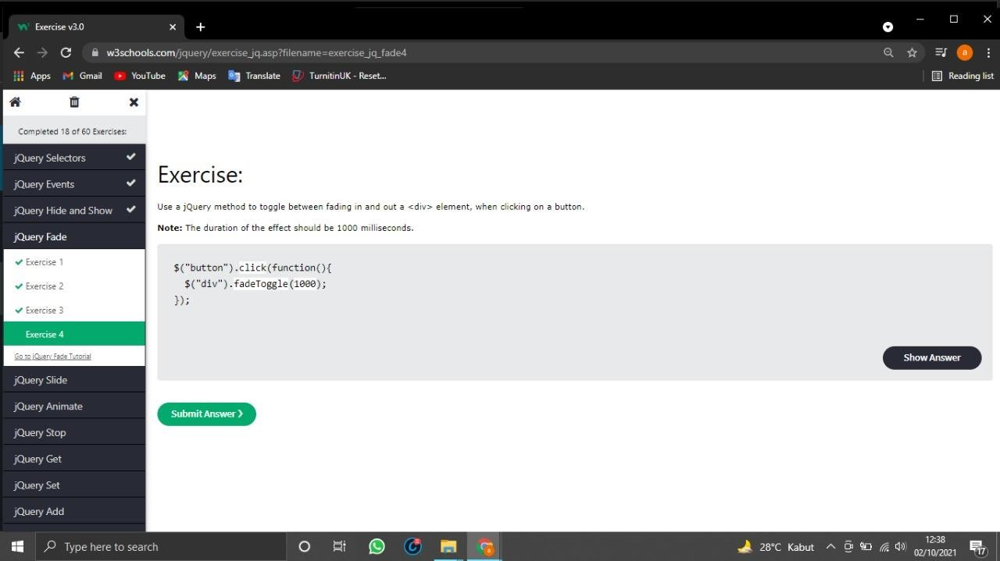 Exercise v3.0
w3schools.com/jquery/exercise_jq.asp?filename=exercise_jq_fade4
a
Apps
Gmail
YouTube
Maps
Translate
TurnitinUK - Reset...
Reading list
Completed 18 of 60 Exercises:
jQuery Selectors
jQuery Events
jQuery Hide and Show
jQuery Fade
Exercise 1
Exercise 2
Exercise 3
Exercise 4
Go to jQuery Fade Tutorial
jQuery Slide
jQuery Animate
jQuery Stop
jQuery Get
jQuery Set
jQuery Add
Exercise:
Use a jQuery method to toggle between fading in and out a <div> element, when clicking on a button.
Note: The duration of the effect should be 1000 milliseconds.
$("button").click(function(){
$("div").fadeToggle(1000);
});
Show Answer
Submit Answer ❯
Type here to search
28°C Kabut
12:38
02/10/2021
17